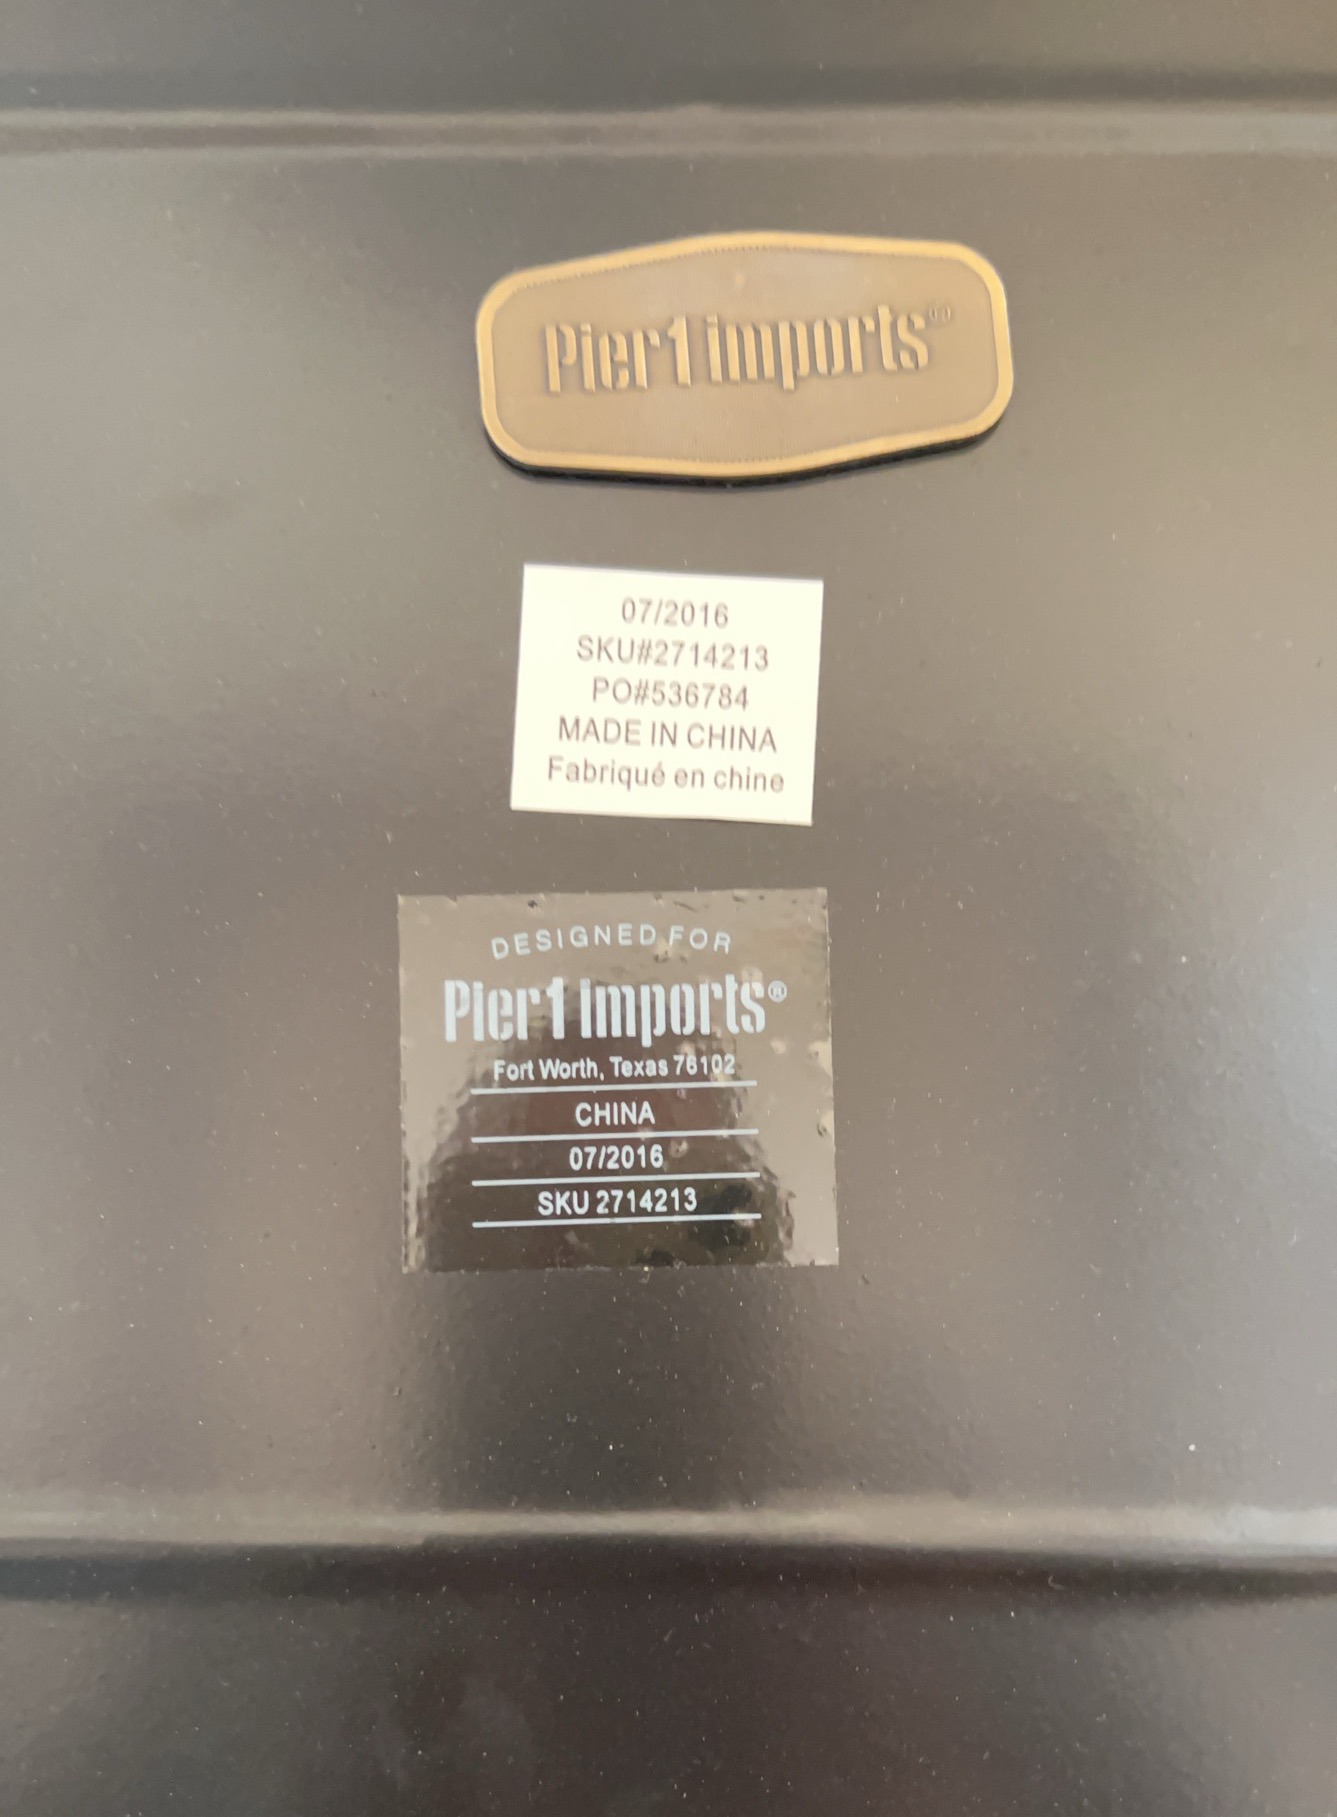 Pier1 imports®
07/2016
SKU#2714213
PO#536784
MADE IN CHINA
Fabriqué en chine
DESIGNED FOR
Pier1 imports®
Fort Worth, Texas 76102
CHINA
07/2016
SKU 2714213